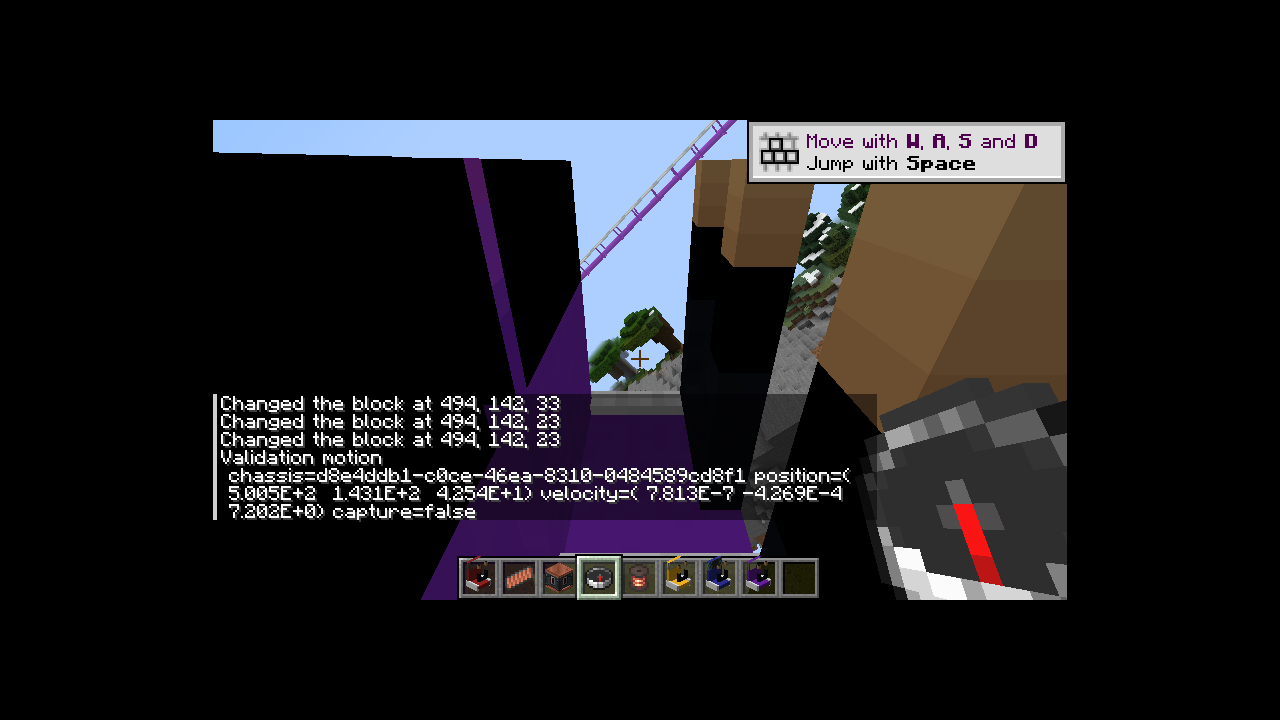 Move with W, A, S and D
Jump with Space
Changed the block at 494, 142, 33
Changed the block at 494, 142, 23
Changed the block at 494, 142, 23
Validation motion
chassis=d8e4ddb1-c0ce-46ea-8310-0484589cd8f1 position=(
5.005E+2 1.431E+2 4.254E+1) velocity=( 7.813E-7 -4.269E-4
7.202E+0) capture=false